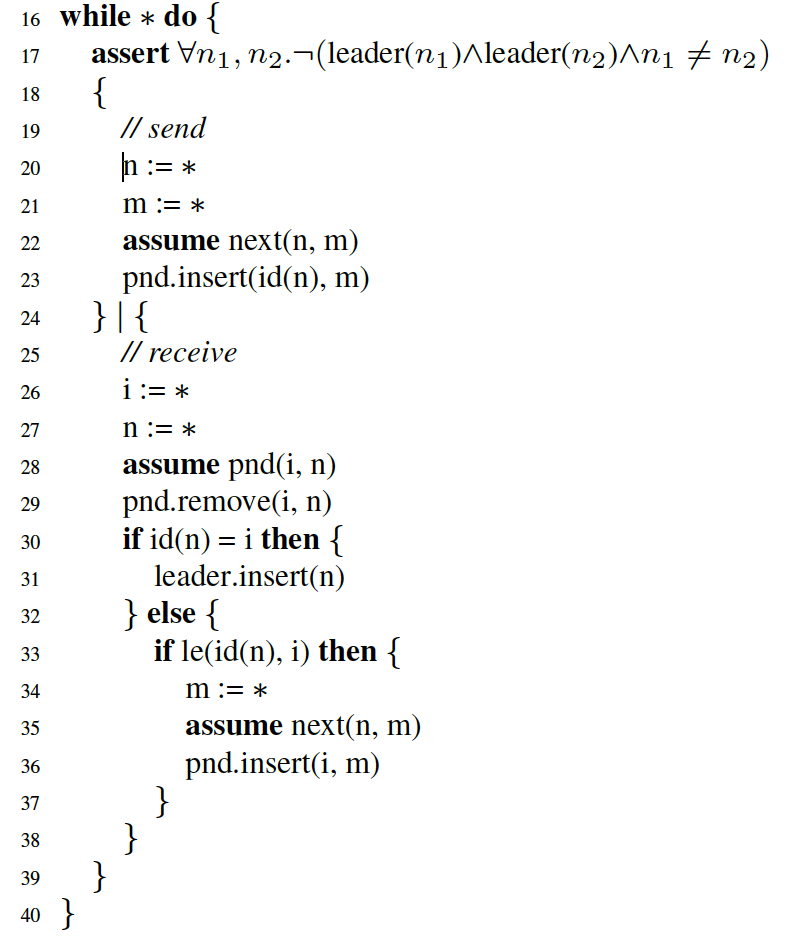 16 while ∗ do {
17 assert ∀n₁, n₂.¬(leader(n₁)∧leader(n₂)∧n₁ ≠ n₂)
18 {
19 // send
20 n := ∗
21 m := ∗
22 assume next(n, m)
23 pnd.insert(id(n), m)
24 } | {
25 // receive
26 i := ∗
27 n := ∗
28 assume pnd(i, n)
29 pnd.remove(i, n)
30 if id(n) = i then {
31 leader.insert(n)
32 } else {
33 if le(id(n), i) then {
34 m := ∗
35 assume next(n, m)
36 pnd.insert(i, m)
37 }
38 }
39 }
40 }